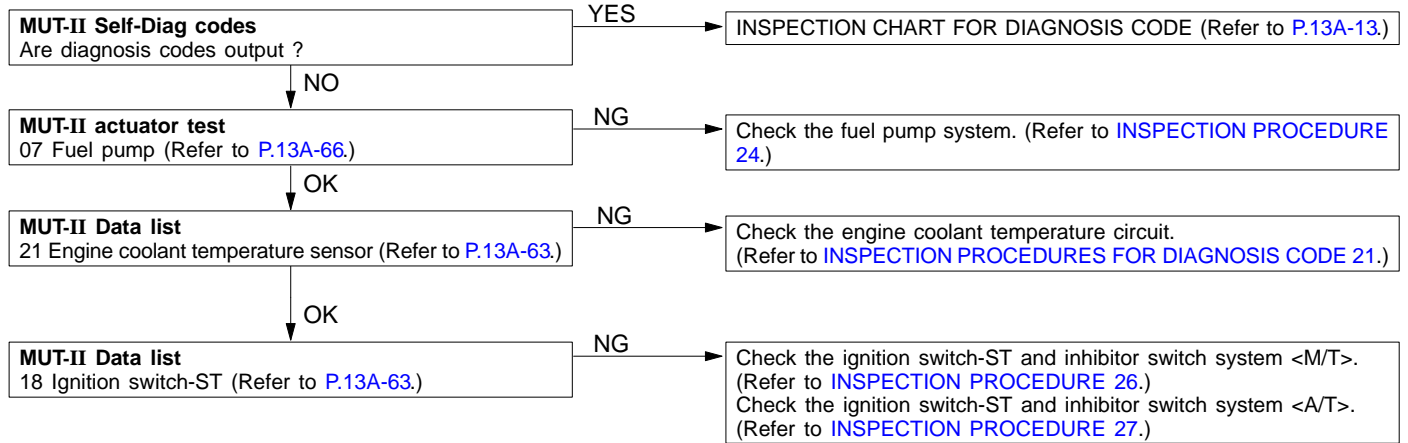 MUT-II Self-Diag codes
Are diagnosis codes output ?
YES
INSPECTION CHART FOR DIAGNOSIS CODE (Refer to P.13A-13.)
NO
MUT-II actuator test
07 Fuel pump (Refer to P.13A-66.)
NG
Check the fuel pump system. (Refer to INSPECTION PROCEDURE
24.)
OK
MUT-II Data list
21 Engine coolant temperature sensor (Refer to P.13A-63.)
NG
Check the engine coolant temperature circuit.
(Refer to INSPECTION PROCEDURES FOR DIAGNOSIS CODE 21.)
OK
MUT-II Data list
18 Ignition switch-ST (Refer to P.13A-63.)
NG
Check the ignition switch-ST and inhibitor switch system <M/T>.
(Refer to INSPECTION PROCEDURE 26.)
Check the ignition switch-ST and inhibitor switch system <A/T>.
(Refer to INSPECTION PROCEDURE 27.)